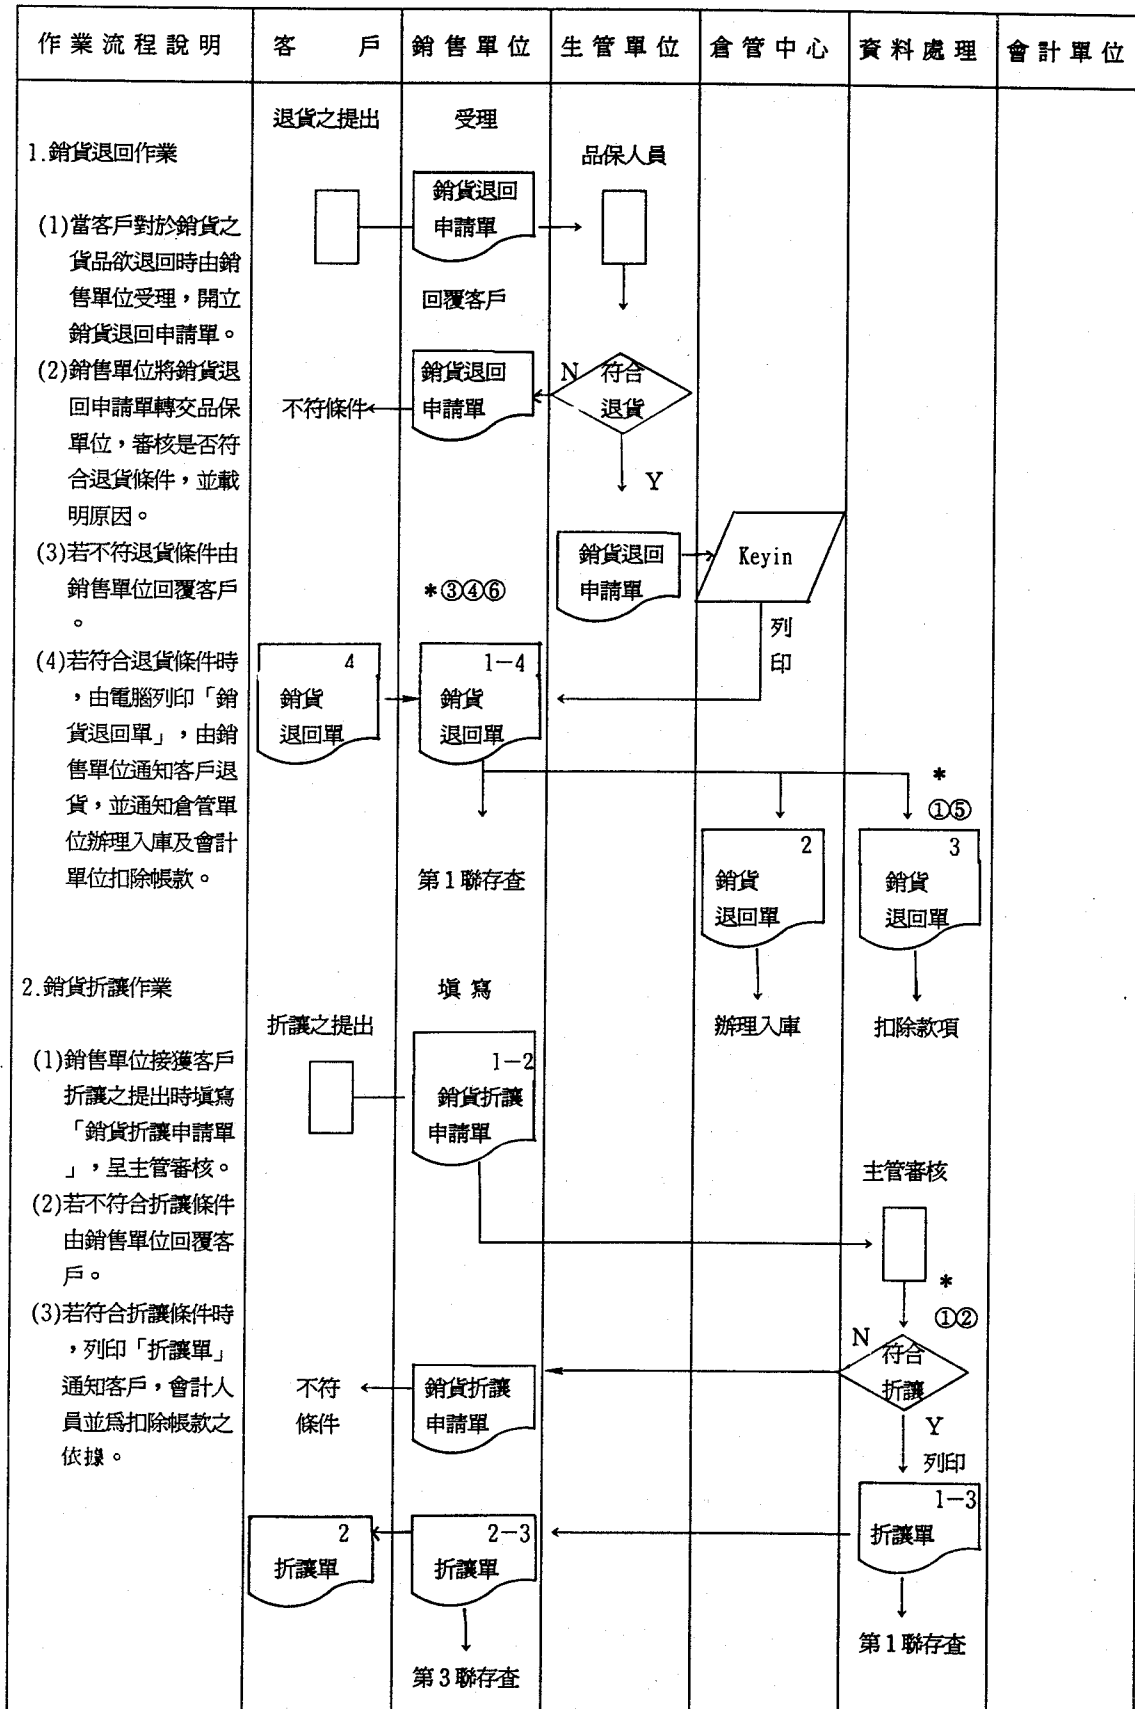 作業流程說明 客戶 銷售單位 生管單位 倉管中心 資料處理 會計單位
退貨之提出 受理
1.銷貨退回作業
品保人員
銷貨退回
申請單
(1)當客戶對於銷貨之
貨品欲退回時由銷
售單位受理，開立
銷貨退回申請單。
回覆客戶
(2)銷售單位將銷貨退
回申請單轉交品保
單位，審核是否符
合退貨條件，並載
明原因。
不符條件
銷貨退回
申請單
N
符合
退貨
Y
(3)若不符退貨條件由
銷售單位回覆客戶
。
銷貨退回
申請單
Keyin
列
印
*③④⑥
(4)若符合退貨條件時
，由電腦列印「銷
貨退回單」，由銷
售單位通知客戶退
貨，並通知倉管單
位辦理入庫及會計
單位扣除帳款。
4
銷貨
退回單
1-4
銷貨
退回單
*
①⑤
第1聯存查
2
銷貨
退回單
3
銷貨
退回單
辦理入庫
扣除款項
2.銷貨折讓作業
填寫
折讓之提出
(1)銷售單位接獲客戶
折讓之提出時填寫
「銷貨折讓申請單
」，呈主管審核。
1-2
銷貨折讓
申請單
主管審核
(2)若不符合折讓條件
由銷售單位回覆客
戶。
*
①②
(3)若符合折讓條件時
，列印「折讓單」
通知客戶，會計人
員並為扣除帳款之
依據。
N
符合
折讓
不符
條件
銷貨折讓
申請單
Y
列印
1-3
折讓單
2
折讓單
2-3
折讓單
第1聯存查
第3聯存查